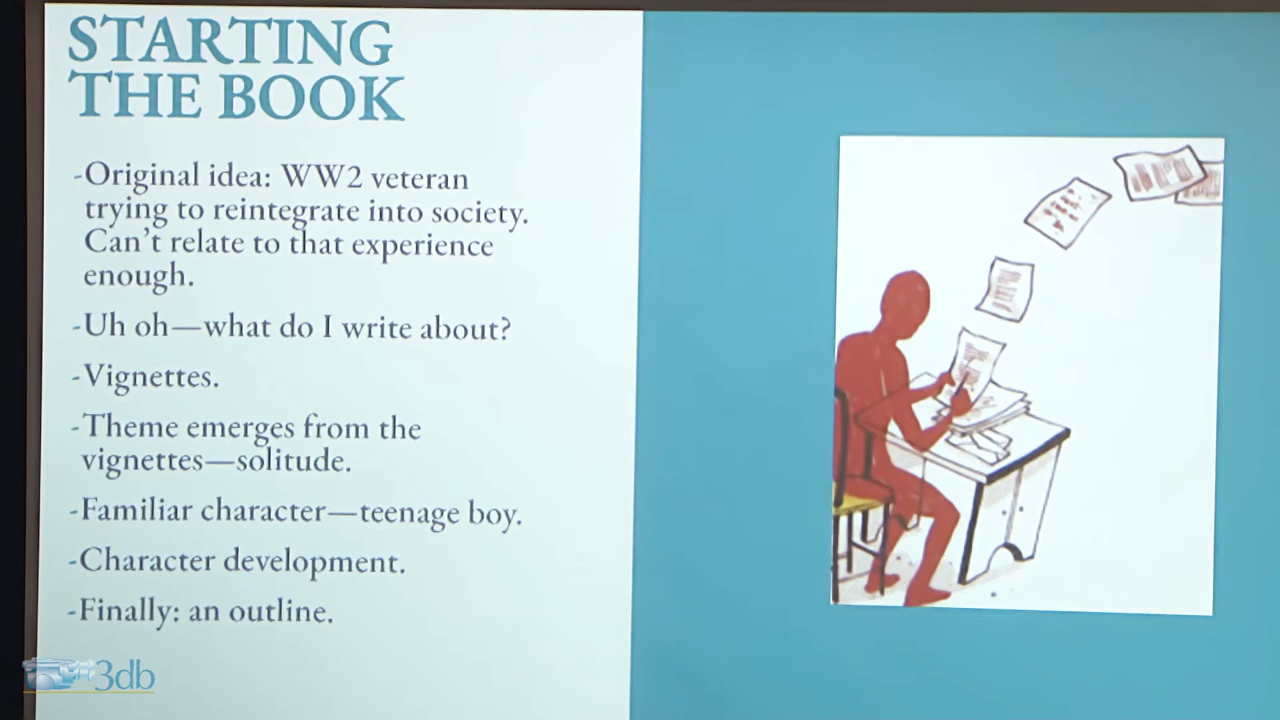 STARTING
THE BOOK
-Original idea: WW2 veteran
trying to reintegrate into society.
Can't relate to that experience
enough.
-Uh oh—what do I write about?
-Vignettes.
-Theme emerges from the
vignettes—solitude.
-Familiar character—teenage boy.
-Character development.
-Finally: an outline.
3db